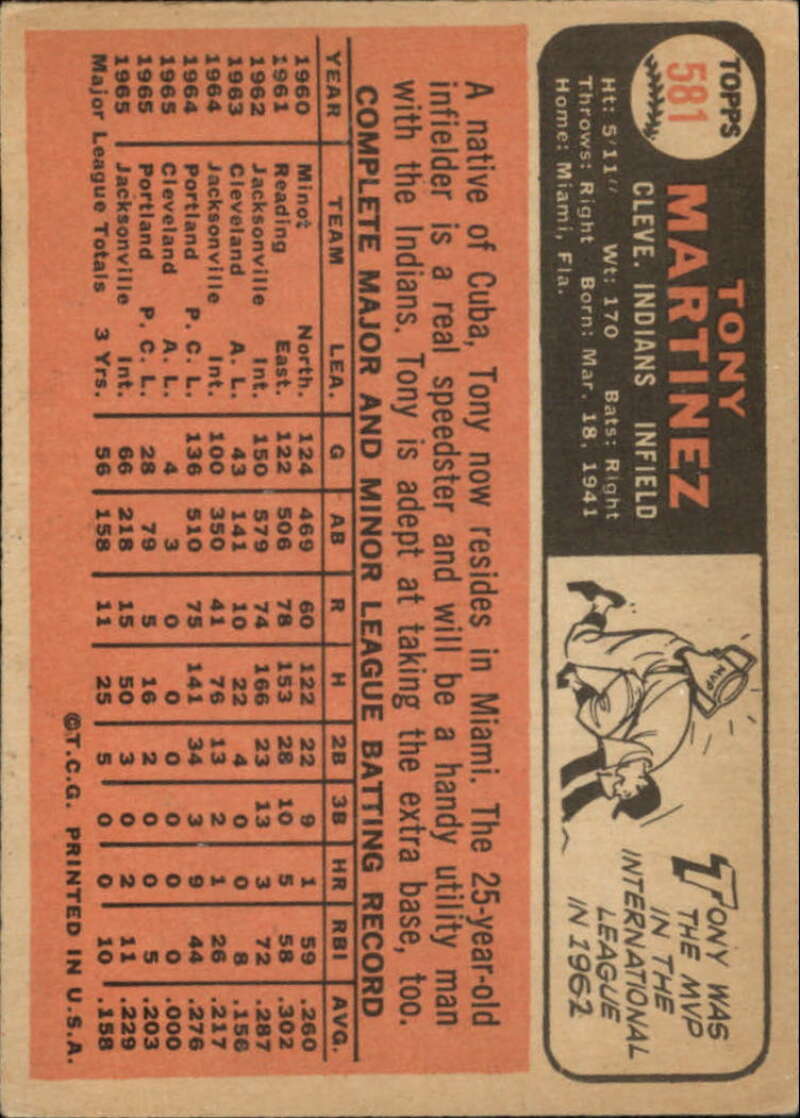 TOPPS
581
TONY
MARTINEZ
CLEVE. INDIANS INFIELD
Ht: 5'11" Wt: 170 Bats: Right
Throws: Right Born: Mar. 18, 1941
Home: Miami, Fla.
MVP
TONY WAS
THE MVP
IN THE
INTERNATIONAL
LEAGUE
IN 1962
A native of Cuba, Tony now resides in Miami. The 25-year-old
infielder is a real speedster and will be a handy utility man
with the Indians. Tony is adept at taking the extra base, too.
COMPLETE MAJOR AND MINOR LEAGUE BATTING RECORD
YEAR TEAM LEA. G AB R H 2B 3B HR RBI AVG.
1960 Minot North. 124 469 60 122 22 9 1 59 .260
1961 Reading East. 122 506 78 153 28 10 5 58 .302
1962 Jacksonville Int. 150 579 74 166 23 13 3 72 .287
1963 Cleveland A. L. 43 141 10 22 4 0 0 8 .156
1964 Jacksonville Int. 100 350 41 76 13 2 1 26 .217
1964 Portland P. C. L. 136 510 75 141 34 3 9 44 .276
1965 Cleveland A. L. 4 3 0 0 0 0 0 0 .000
1965 Portland P. C. L. 28 79 5 16 2 0 0 5 .203
1965 Jacksonville Int. 66 218 15 50 3 0 2 11 .229
Major League Totals 3 Yrs. 56 158 11 25 5 0 0 10 .158
©T.C.G. PRINTED IN U.S.A.